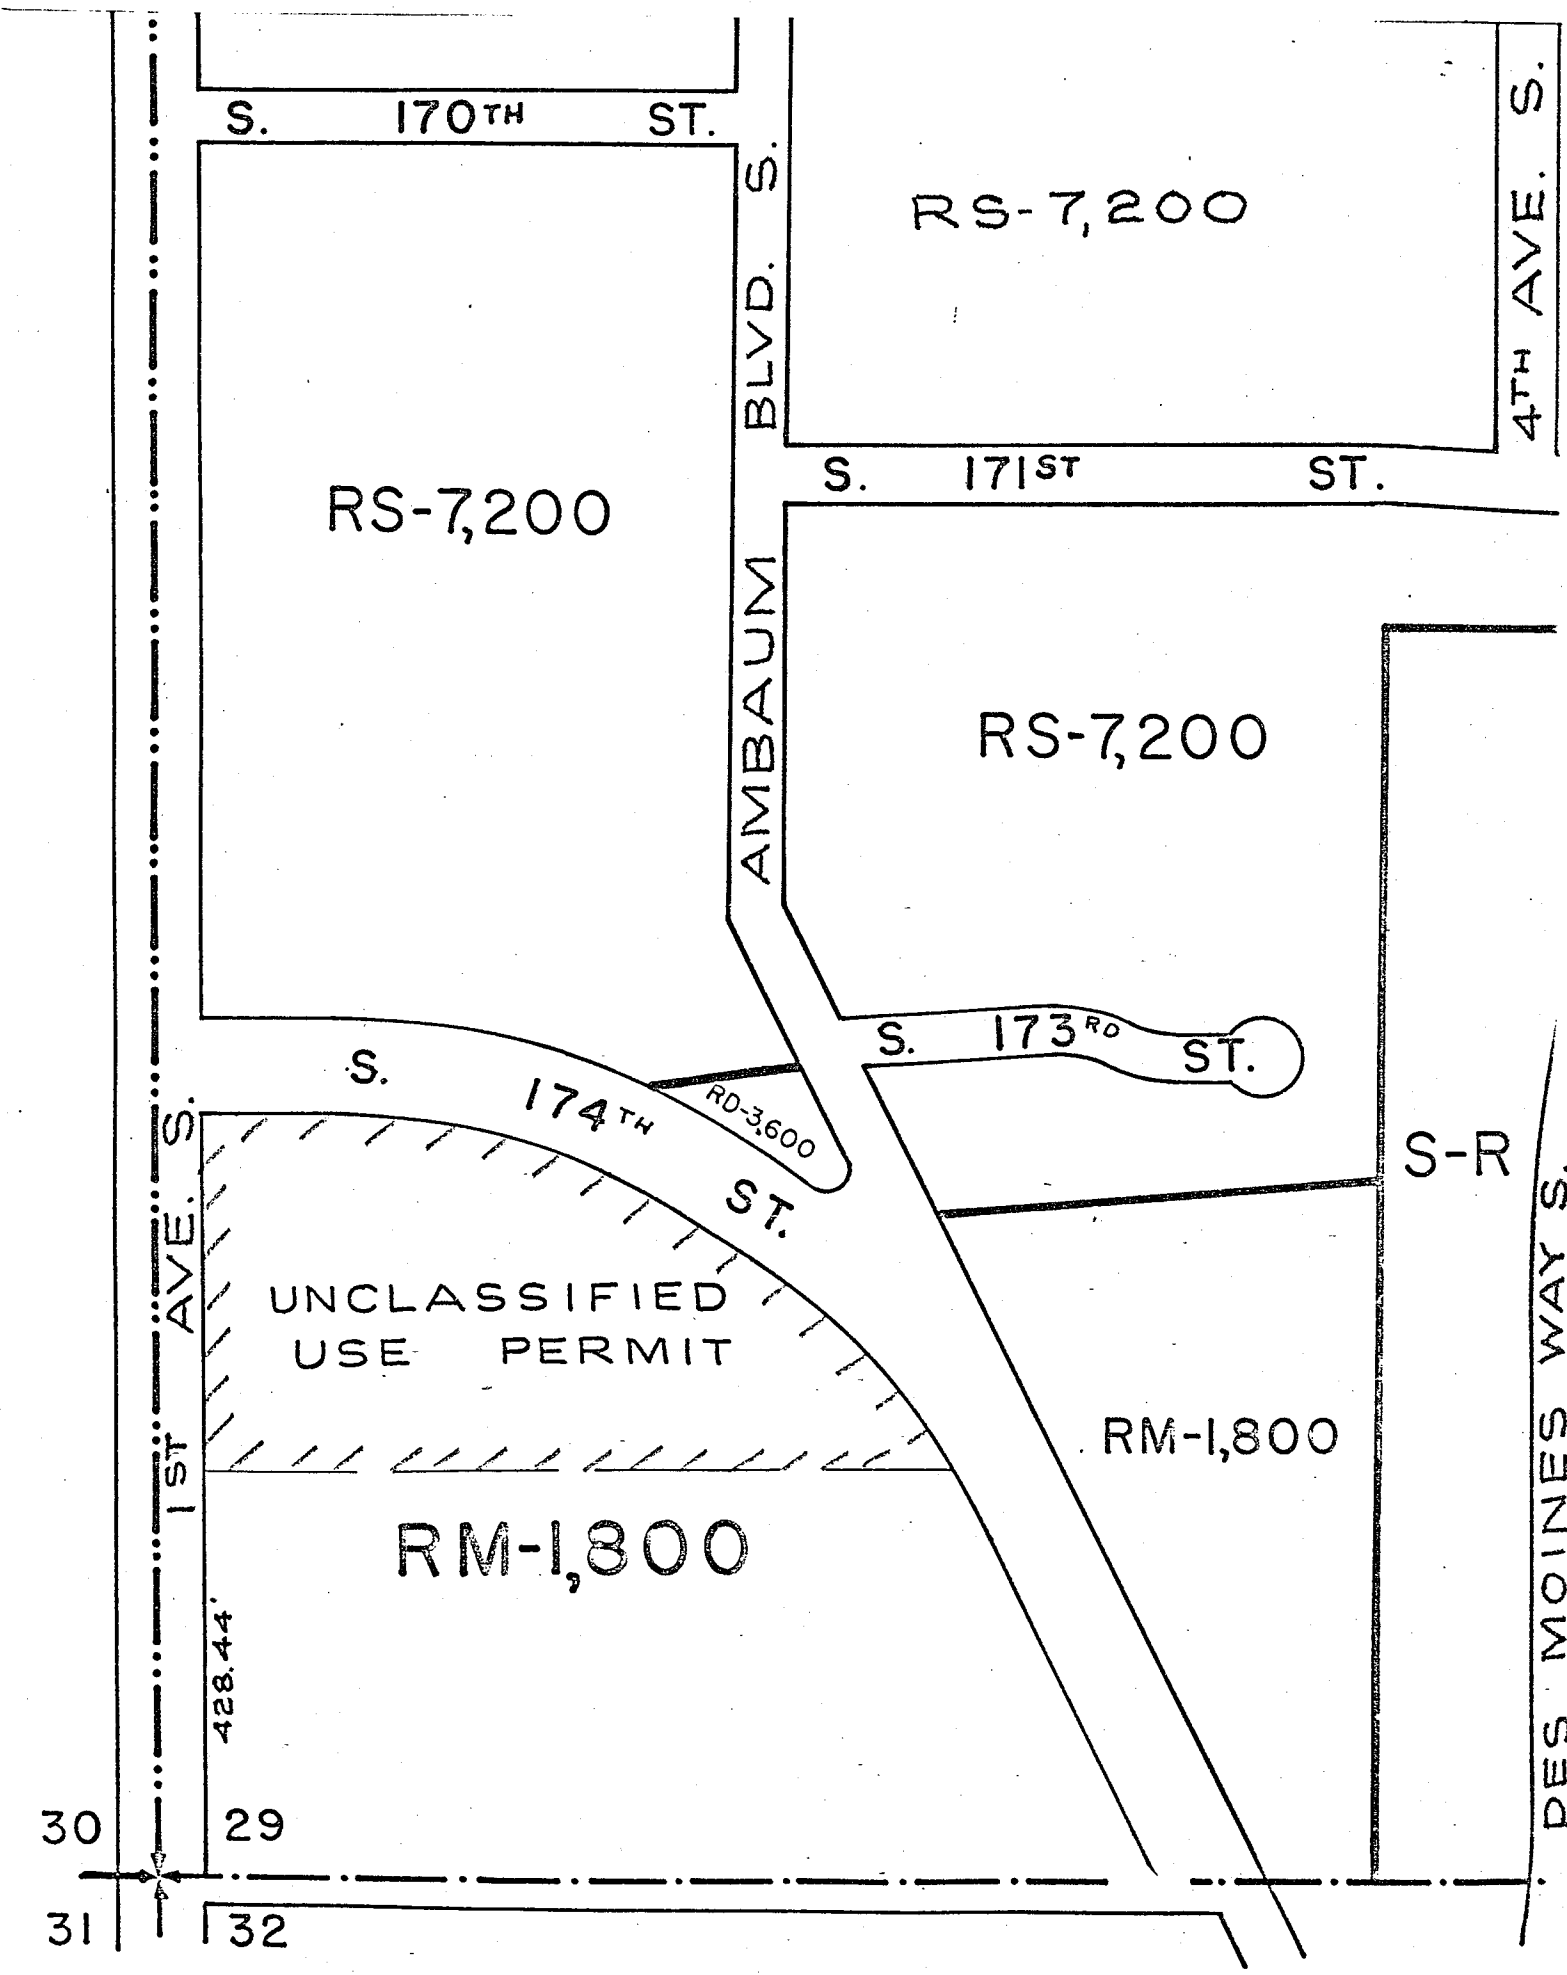 S. 170TH ST.
AMBAUM BLVD. S.
RS-7,200
4TH AVE. S.
S. 171ST ST.
RS-7,200
RS-7,200
S. 173RD ST.
S. 174TH ST.
RD-3,600
S-R
1ST AVE. S.
DES MOINES WAY S.
UNCLASSIFIED
USE PERMIT
RM-1,800
RM-1,800
428.44'
30 29
31 32